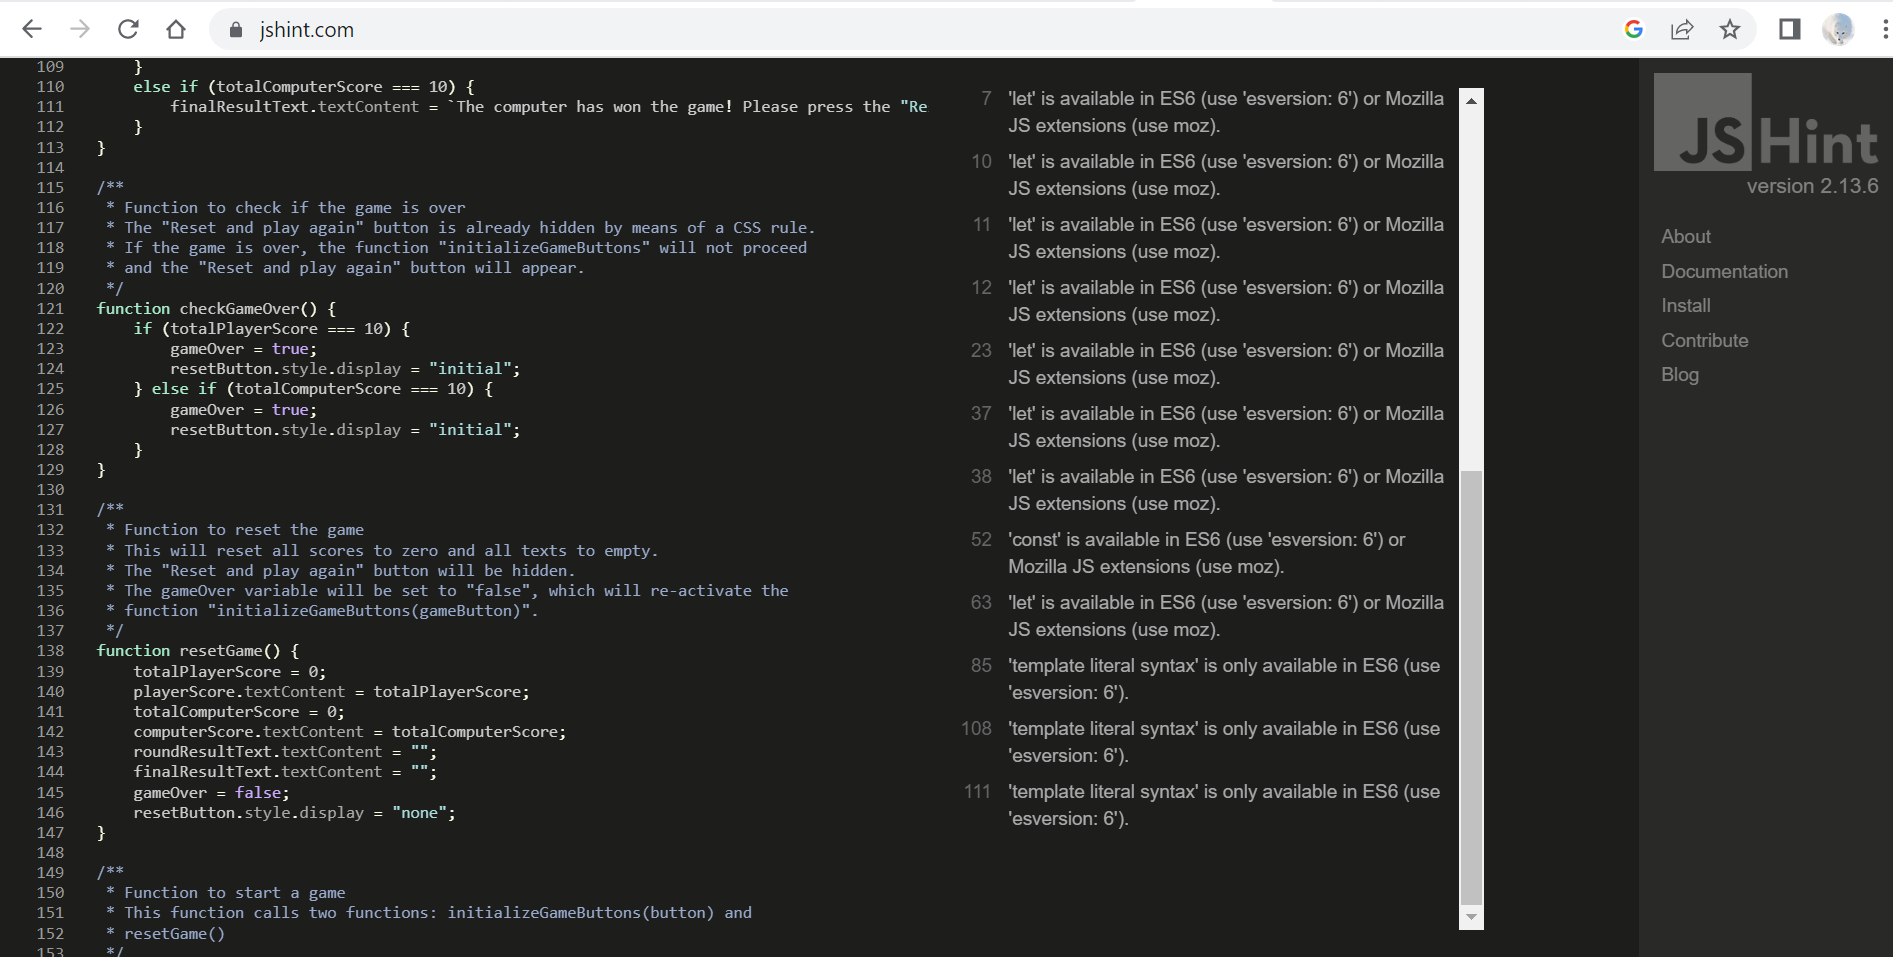 jshint.com
109 }
110 else if (totalComputerScore === 10) {
111 finalResultText.textContent = `The computer has won the game! Please press the "Re
112 }
113 }
114
115 /**
116 * Function to check if the game is over
117 * The "Reset and play again" button is already hidden by means of a CSS rule.
118 * If the game is over, the function "initializeGameButtons" will not proceed
119 * and the "Reset and play again" button will appear.
120 */
121 function checkGameOver() {
122 if (totalPlayerScore === 10) {
123 gameOver = true;
124 resetButton.style.display = "initial";
125 } else if (totalComputerScore === 10) {
126 gameOver = true;
127 resetButton.style.display = "initial";
128 }
129 }
130
131 /**
132 * Function to reset the game
133 * This will reset all scores to zero and all texts to empty.
134 * The "Reset and play again" button will be hidden.
135 * The gameOver variable will be set to "false", which will re-activate the
136 * function "initializeGameButtons(gameButton)".
137 */
138 function resetGame() {
139 totalPlayerScore = 0;
140 playerScore.textContent = totalPlayerScore;
141 totalComputerScore = 0;
142 computerScore.textContent = totalComputerScore;
143 roundResultText.textContent = "";
144 finalResultText.textContent = "";
145 gameOver = false;
146 resetButton.style.display = "none";
147 }
148
149 /**
150 * Function to start a game
151 * This function calls two functions: initializeGameButtons(button) and
152 * resetGame()
153 */
7 'let' is available in ES6 (use 'esversion: 6') or Mozilla
JS extensions (use moz).
10 'let' is available in ES6 (use 'esversion: 6') or Mozilla
JS extensions (use moz).
11 'let' is available in ES6 (use 'esversion: 6') or Mozilla
JS extensions (use moz).
12 'let' is available in ES6 (use 'esversion: 6') or Mozilla
JS extensions (use moz).
23 'let' is available in ES6 (use 'esversion: 6') or Mozilla
JS extensions (use moz).
37 'let' is available in ES6 (use 'esversion: 6') or Mozilla
JS extensions (use moz).
38 'let' is available in ES6 (use 'esversion: 6') or Mozilla
JS extensions (use moz).
52 'const' is available in ES6 (use 'esversion: 6') or
Mozilla JS extensions (use moz).
63 'let' is available in ES6 (use 'esversion: 6') or Mozilla
JS extensions (use moz).
85 'template literal syntax' is only available in ES6 (use
'esversion: 6').
108 'template literal syntax' is only available in ES6 (use
'esversion: 6').
111 'template literal syntax' is only available in ES6 (use
'esversion: 6').
JSHint
version 2.13.6
About
Documentation
Install
Contribute
Blog